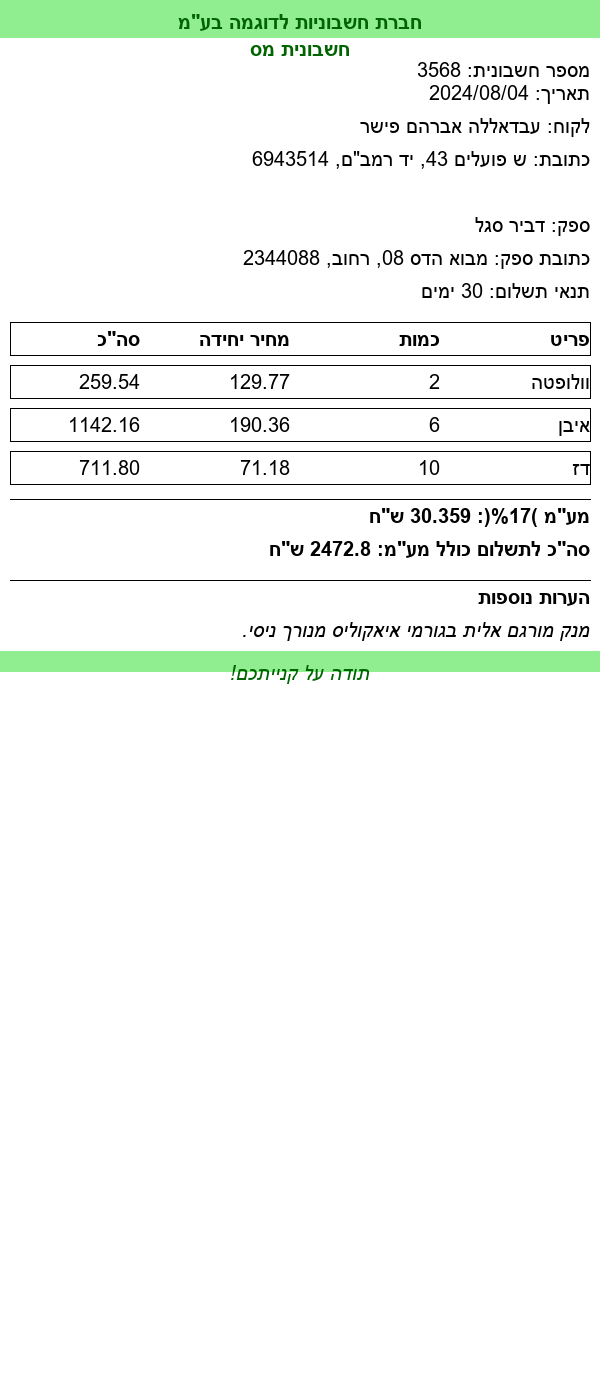 חברת חשבוניות לדוגמה בע"מ
חשבונית מס
מספר חשבונית: 3568
תאריך: 2024/08/04
לקוח: עבדאללה אברהם פישר
כתובת: ש פועלים 43, יד רמב"ם, 6943514
ספק: דביר סגל
כתובת ספק: מבוא הדס 08, רחוב, 2344088
תנאי תשלום: 30 ימים
פריט כמות מחיר יחידה סה"כ
וולופטה 2 129.77 259.54
איבן 6 190.36 1142.16
דז 10 71.18 711.80
מע"מ )17%(: 30.359 ש"ח
סה"כ לתשלום כולל מע"מ: 2472.8 ש"ח
הערות נוספות
מנק מורגם אלית בגורמי איאקוליס מנורך ניסי.
תודה על קנייתכם!